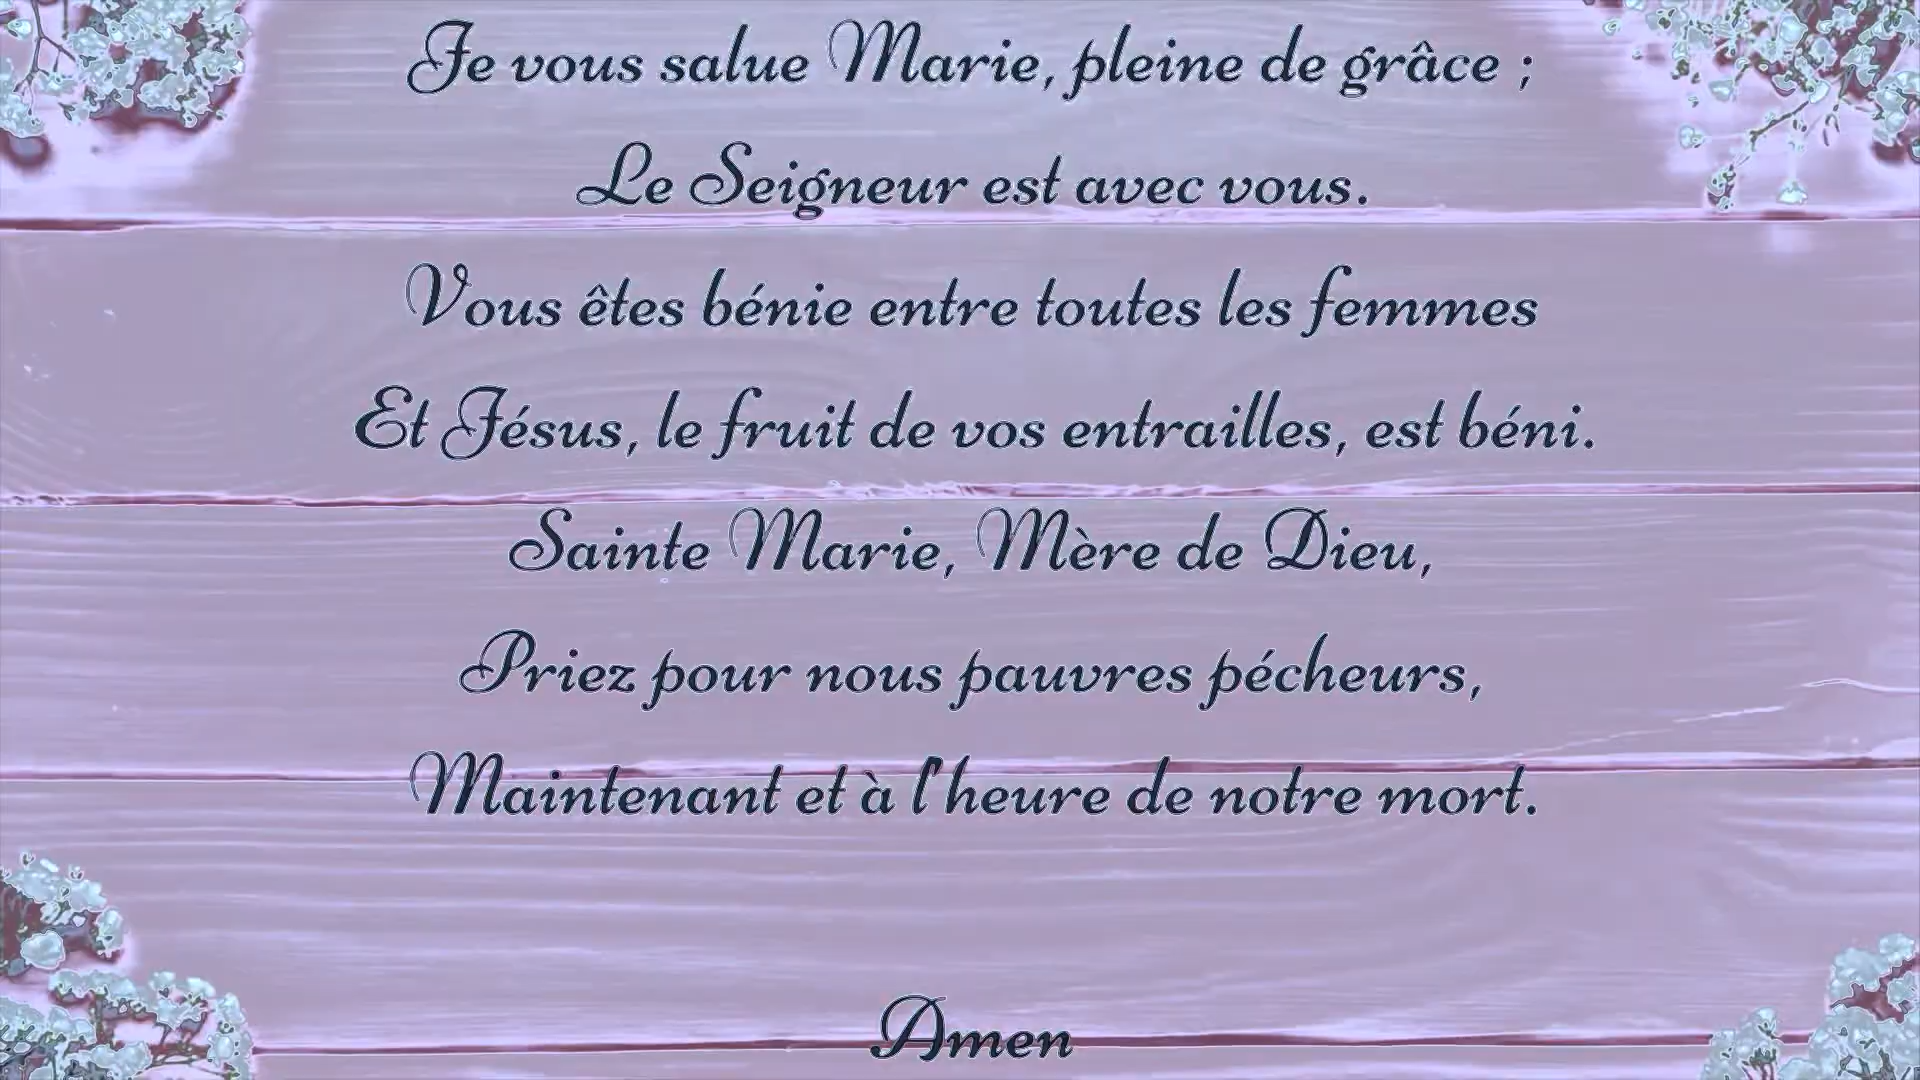 Je vous salue Marie, pleine de grâce ;
Le Seigneur est avec vous.
Vous êtes bénie entre toutes les femmes
Et Jésus, le fruit de vos entrailles, est béni.
Sainte Marie, Mère de Dieu,
Priez pour nous pauvres pécheurs,
Maintenant et à l'heure de notre mort.
Amen